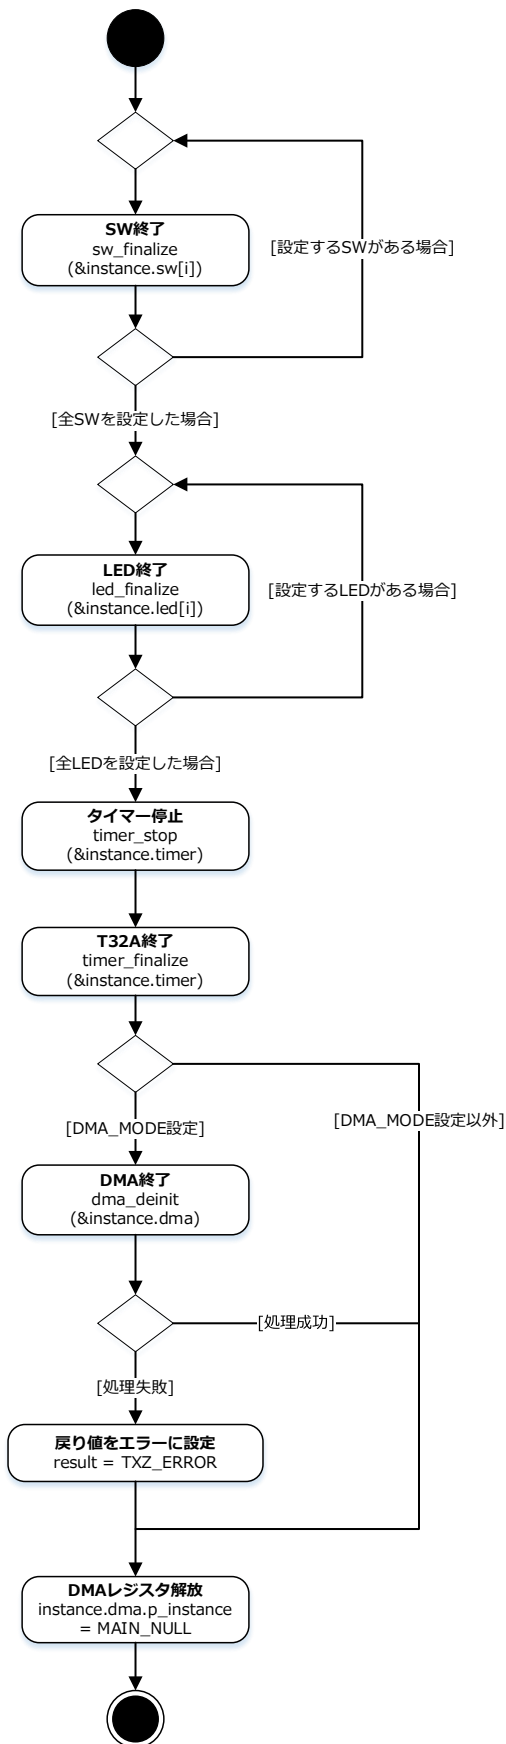 SW終了
sw_finalize
(&instance.sw[i])
[設定するSWがある場合]
[全SWを設定した場合]
LED終了
led_finalize
(&instance.led[i])
[設定するLEDがある場合]
[全LEDを設定した場合]
タイマー停止
timer_stop
(&instance.timer)
T32A終了
timer_finalize
(&instance.timer)
[DMA_MODE設定]
[DMA_MODE設定以外]
DMA終了
dma_deinit
(&instance.dma)
[処理成功]
[処理失敗]
戻り値をエラーに設定
result = TXZ_ERROR
DMAレジスタ解放
instance.dma.p_instance
= MAIN_NULL